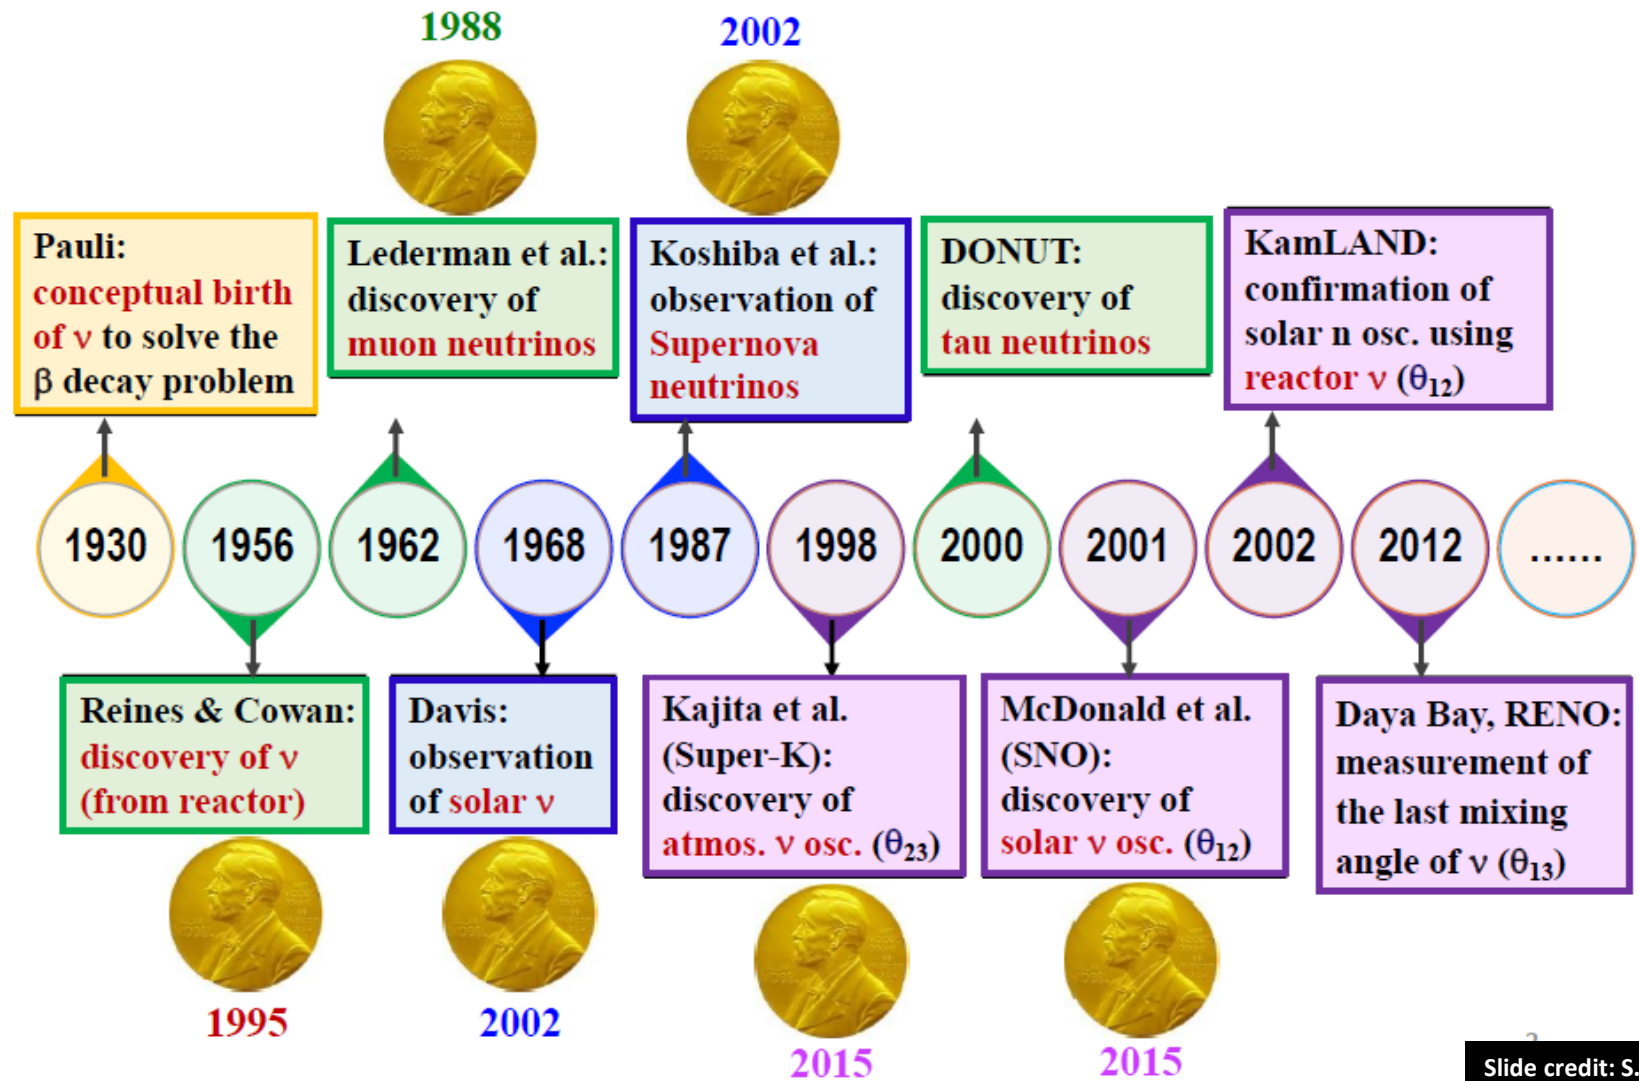 1988
2002
Pauli:
conceptual birth
of ν to solve the
β decay problem
Lederman et al.:
discovery of
muon neutrinos
Koshiba et al.:
observation of
Supernova
neutrinos
DONUT:
discovery of
tau neutrinos
KamLAND:
confirmation of
solar n osc. using
reactor ν (θ12)
1930
1956
1962
1968
1987
1998
2000
2001
2002
2012
......
Reines & Cowan:
discovery of ν
(from reactor)
Davis:
observation
of solar ν
Kajita et al.
(Super-K):
discovery of
atmos. ν osc. (θ23)
McDonald et al.
(SNO):
discovery of
solar ν osc. (θ12)
Daya Bay, RENO:
measurement of
the last mixing
angle of ν (θ13)
1995
2002
2015
2015
Slide credit: S.